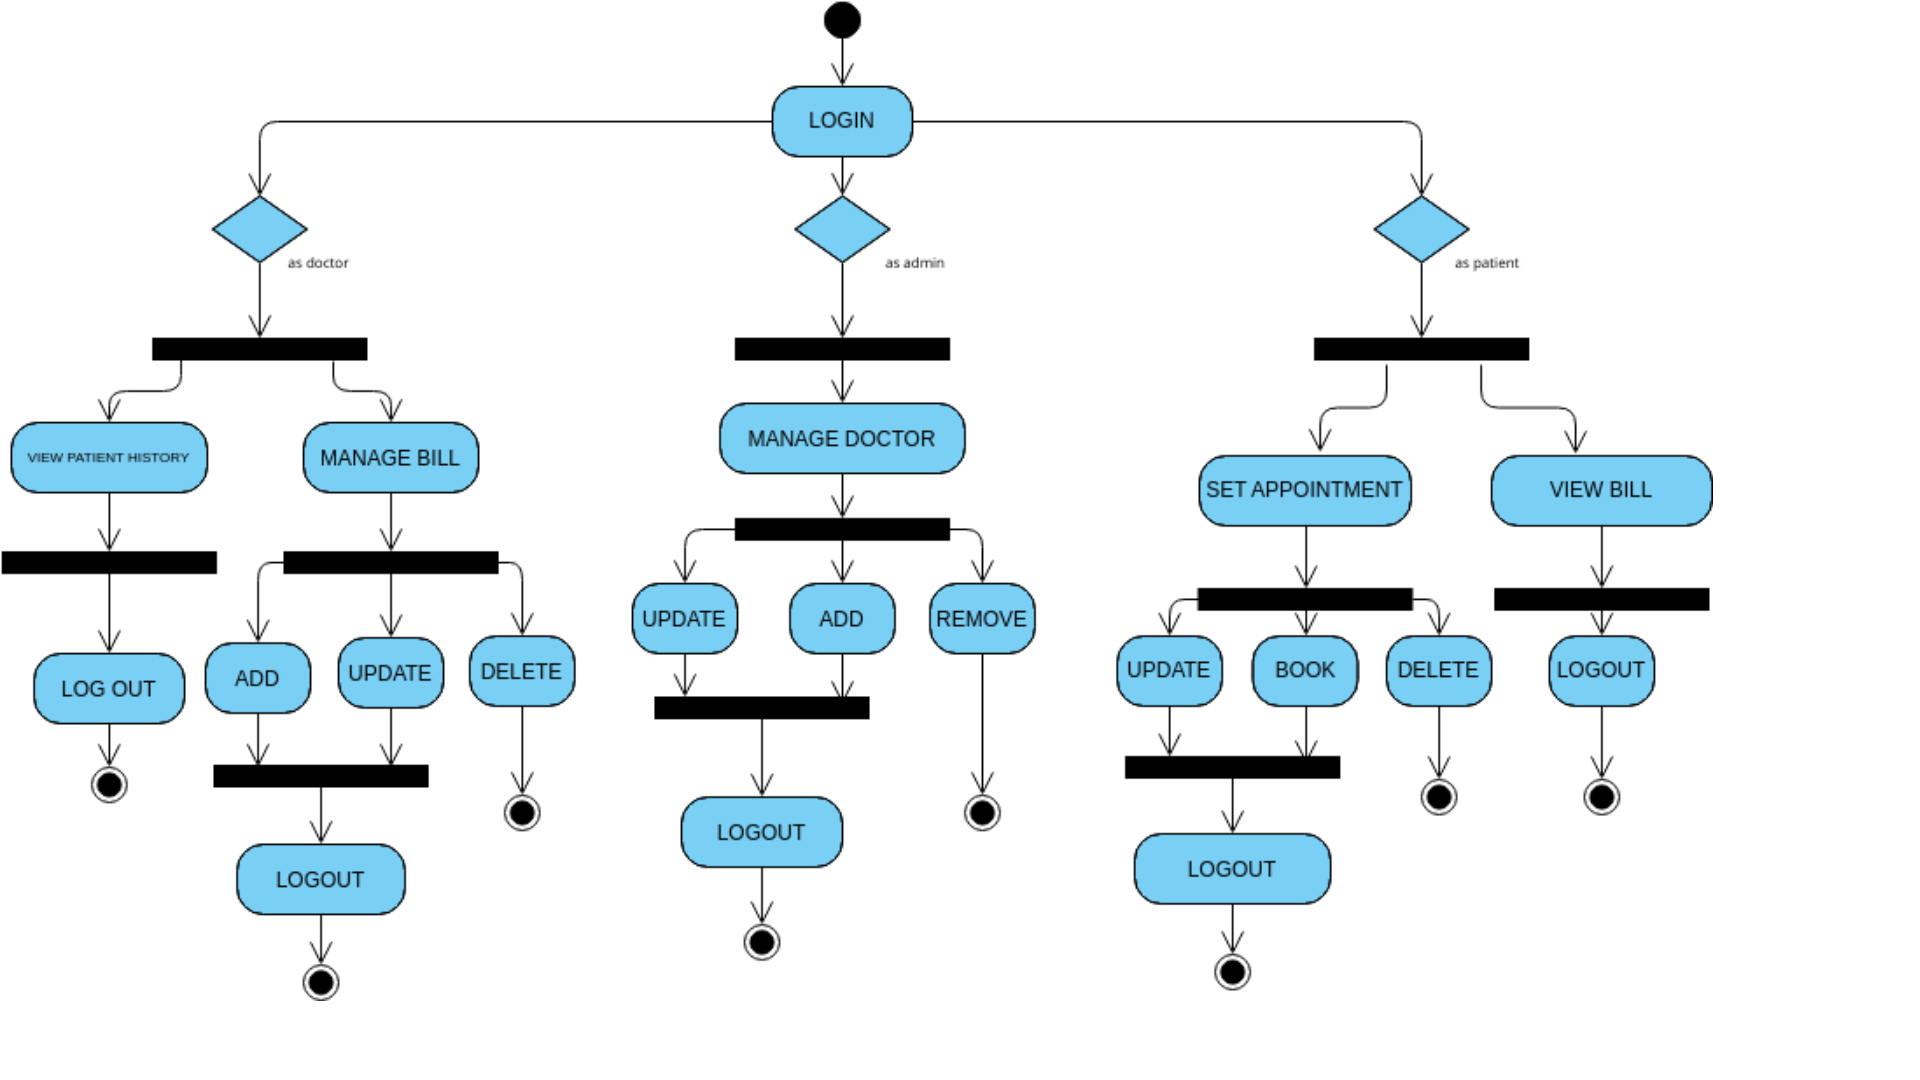 LOGIN
as doctor
as admin
as patient
VIEW PATIENT HISTORY
MANAGE BILL
MANAGE DOCTOR
SET APPOINTMENT
VIEW BILL
LOG OUT
ADD
UPDATE
DELETE
UPDATE
ADD
REMOVE
UPDATE
BOOK
DELETE
LOGOUT
LOGOUT
LOGOUT
LOGOUT